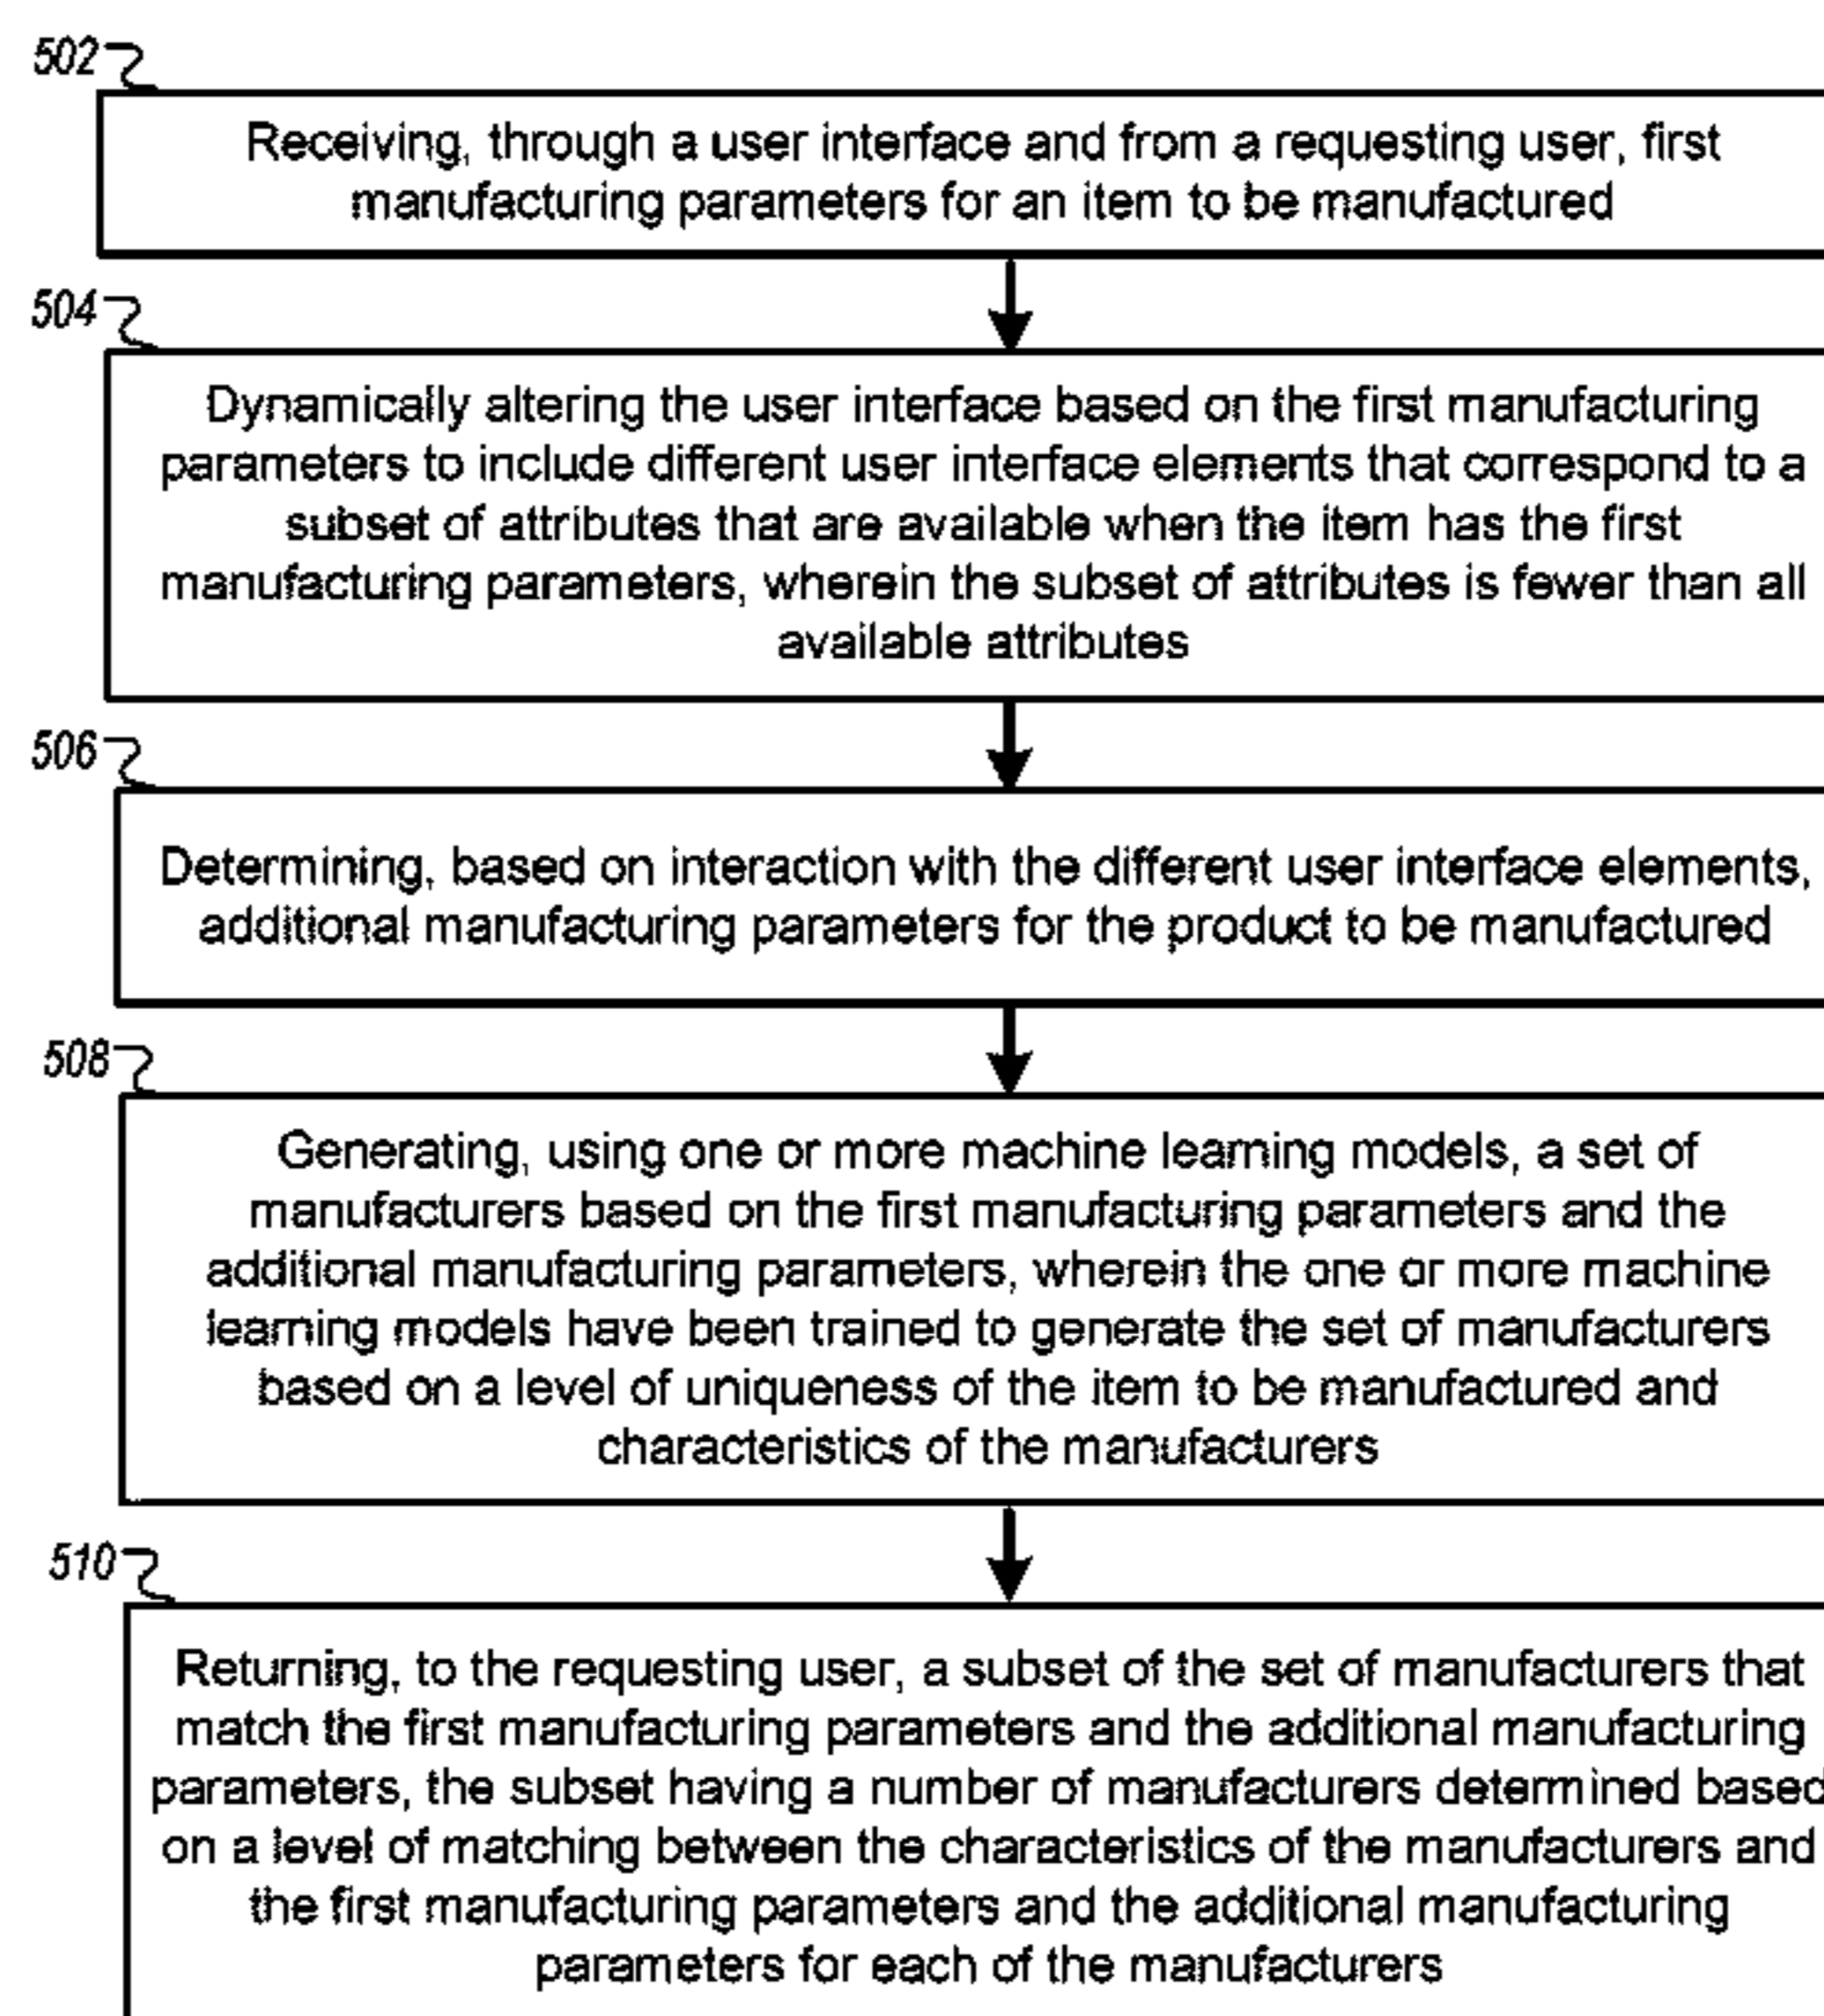 502
Receiving, through a user interface and from a requesting user, first
manufacturing parameters for an item to be manufactured
504
Dynamically altering the user interface based on the first manufacturing
parameters to include different user interface elements that correspond to a
subset of attributes that are available when the item has the first
manufacturing parameters, wherein the subset of attributes is fewer than all
available attributes
506
Determining, based on interaction with the different user interface elements,
additional manufacturing parameters for the product to be manufactured
508
Generating, using one or more machine learning models, a set of
manufacturers based on the first manufacturing parameters and the
additional manufacturing parameters, wherein the one or more machine
learning models have been trained to generate the set of manufacturers
based on a level of uniqueness of the item to be manufactured and
characteristics of the manufacturers
510
Returning, to the requesting user, a subset of the set of manufacturers that
match the first manufacturing parameters and the additional manufacturing
parameters, the subset having a number of manufacturers determined based
on a level of matching between the characteristics of the manufacturers and
the first manufacturing parameters and the additional manufacturing
parameters for each of the manufacturers